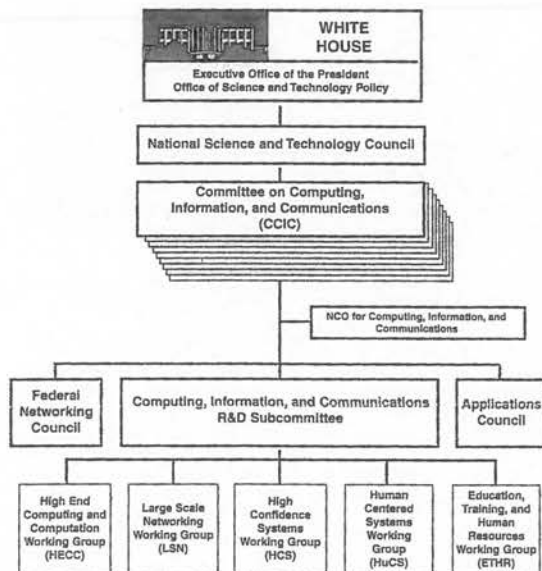 WHITE
HOUSE
Executive Office of the President
Office of Science and Technology Policy
National Science and Technology Council
Committee on Computing,
Information, and Communications
(CCIC)
NCO for Computing, Information, and
Communications
Federal
Networking
Council
Computing, Information, and Communications
R&D Subcommittee
Applications
Council
High End
Computing and
Computation
Working Group
(HECC)
Large Scale
Networking
Working Group
(LSN)
High
Confidence
Systems
Working Group
(HCS)
Human
Centered
Systems
Working
Group
(HuCS)
Education,
Training, and
Human
Resources
Working Group
(ETHR)